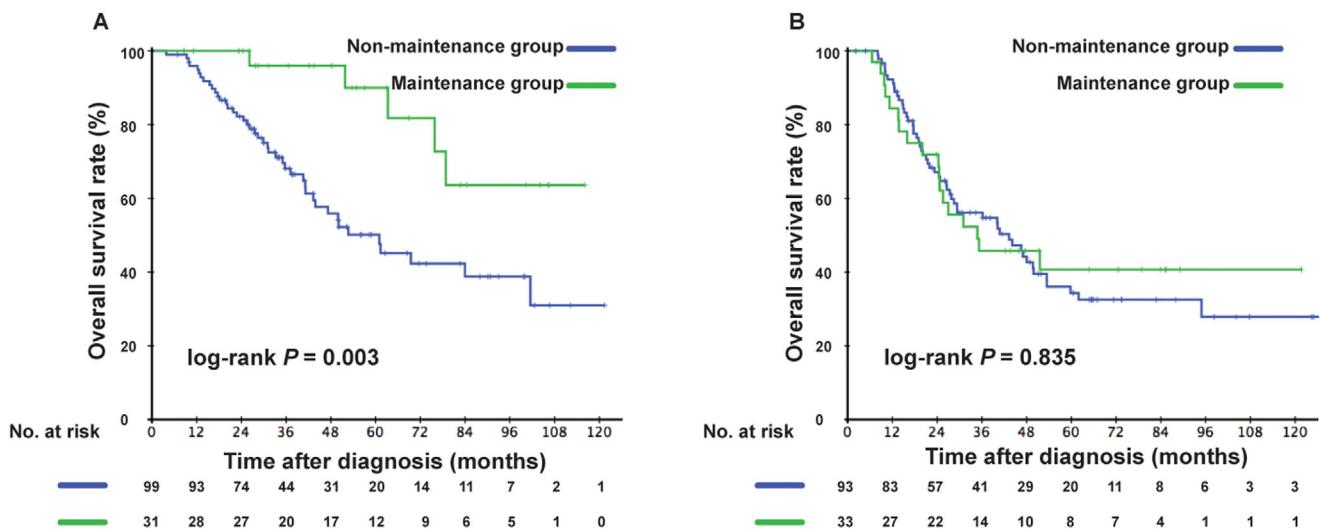 A
Non-maintenance group
Maintenance group
Overall survival rate (%)
100
80
60
40
20
0
log-rank P = 0.003
No. at risk
0 12 24 36 48 60 72 84 96 108 120
Time after diagnosis (months)
99 93 74 44 31 20 14 11 7 2 1
31 28 27 20 17 12 9 6 5 1 0
B
Non-maintenance group
Maintenance group
Overall survival rate (%)
100
80
60
40
20
0
log-rank P = 0.835
No. at risk
0 12 24 36 48 60 72 84 96 108 120
Time after diagnosis (months)
93 83 57 41 29 20 11 8 6 3 3
33 27 22 14 10 8 7 4 1 1 1